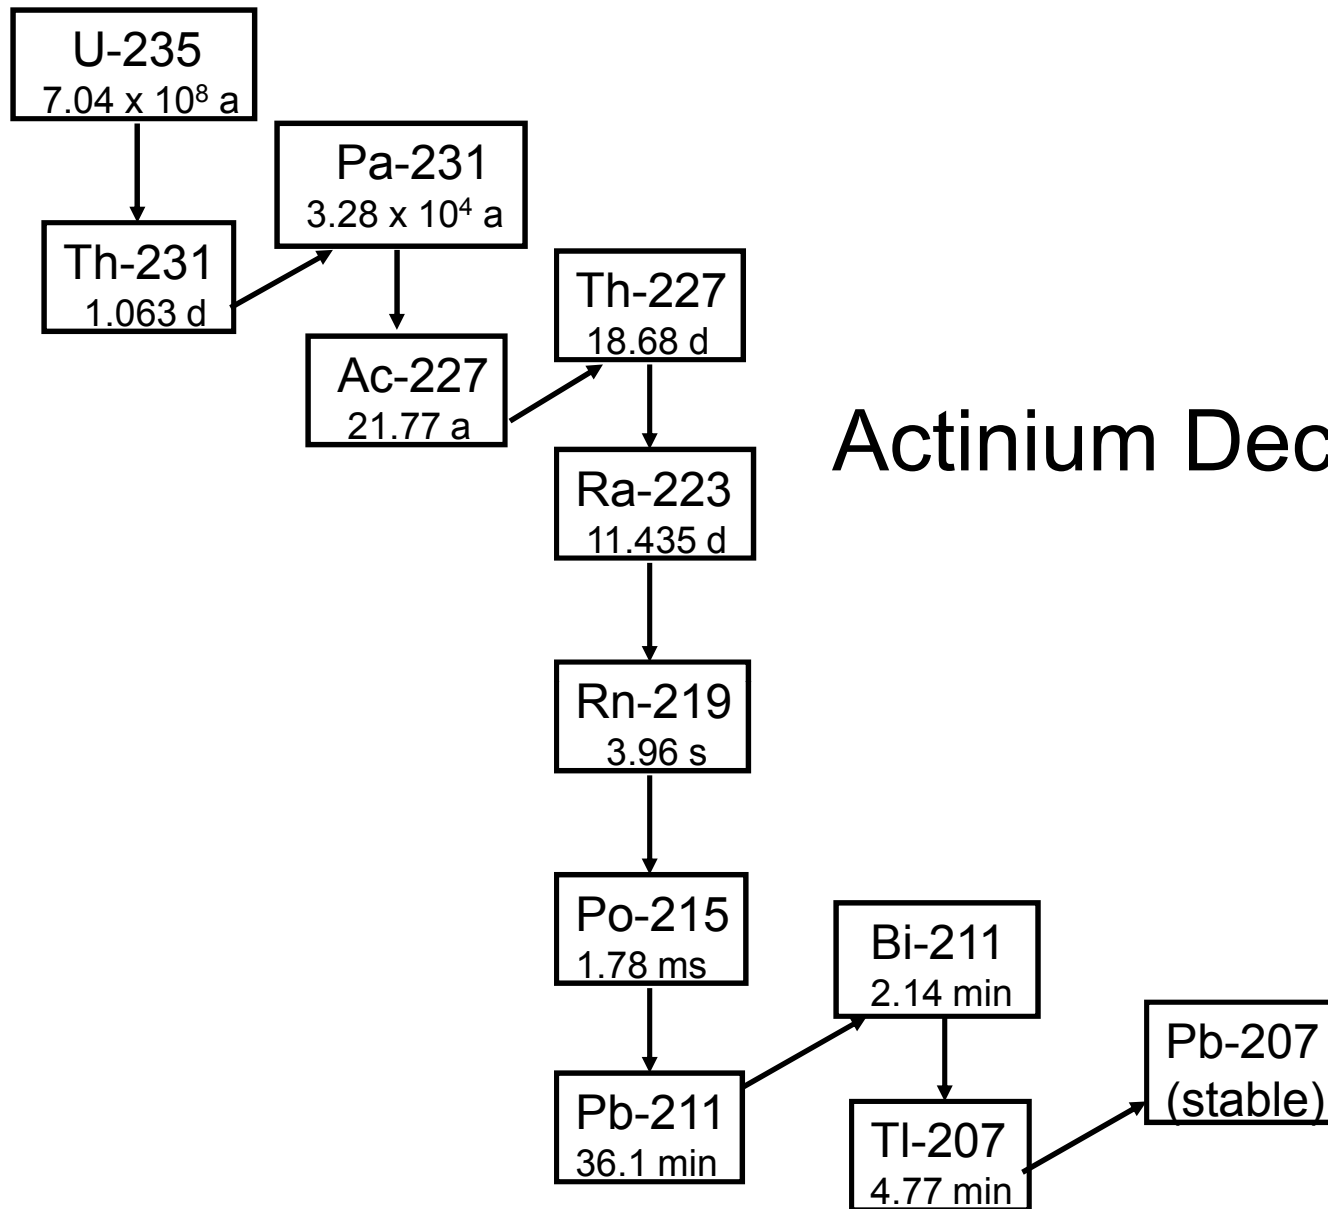 U-235
7.04 x 10⁸ a
Pa-231
3.28 x 10⁴ a
Th-231
1.063 d
Th-227
18.68 d
Ac-227
21.77 a
Actinium Dec
Ra-223
11.435 d
Rn-219
3.96 s
Po-215
1.78 ms
Bi-211
2.14 min
Pb-207
(stable)
Pb-211
36.1 min
Tl-207
4.77 min